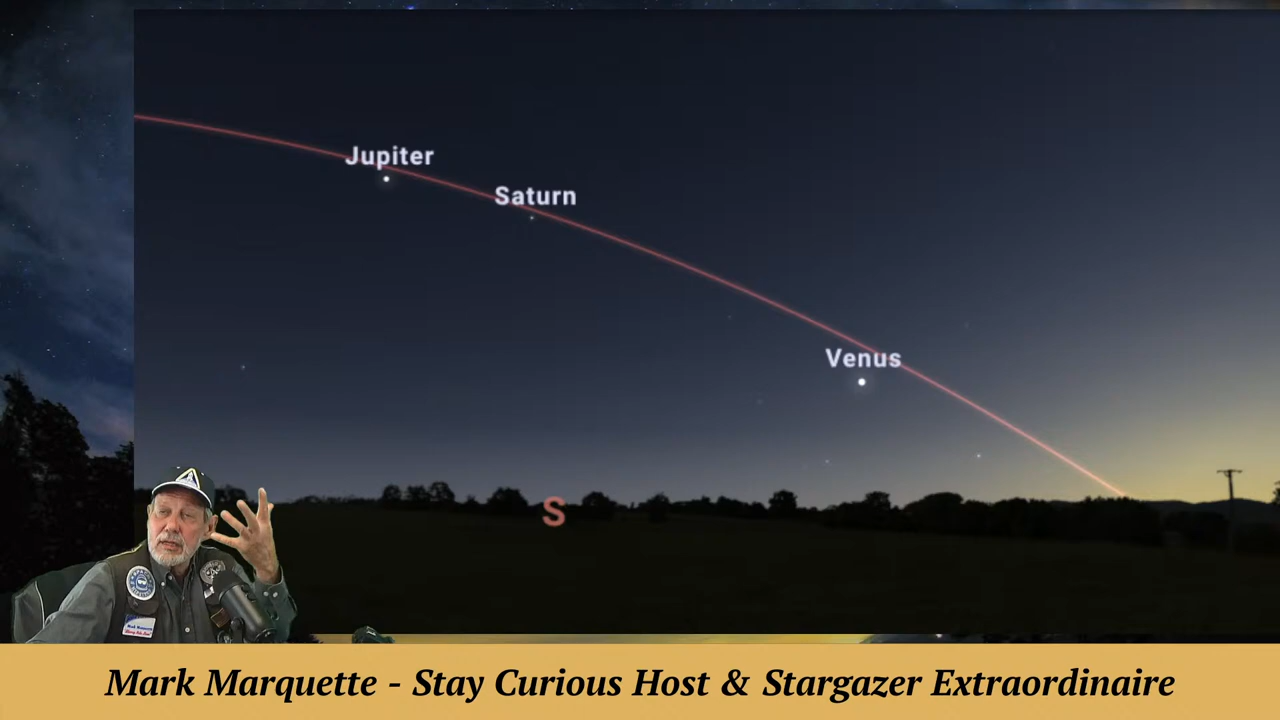 Jupiter
Saturn
Venus
S
Mark Marquette - Stay Curious Host & Stargazer Extraordinaire